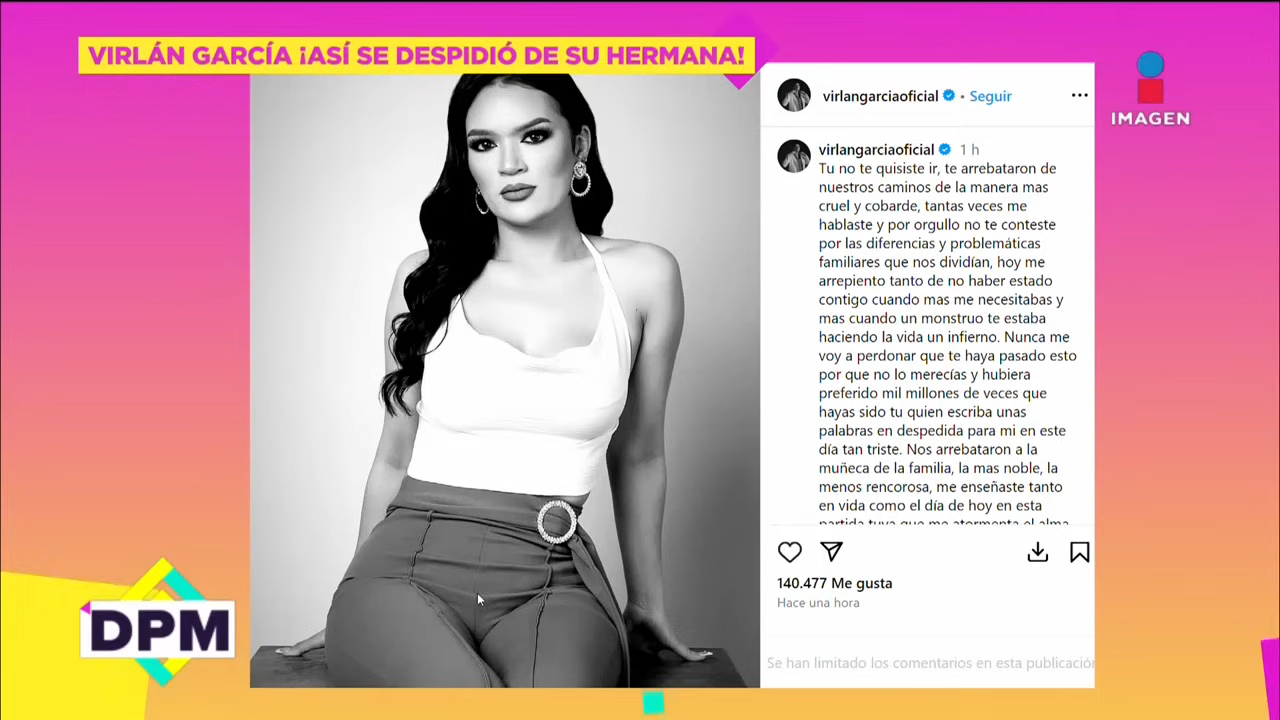 VIRLÁN GARCÍA ¡ASÍ SE DESPIDIÓ DE SU HERMANA!
IMAGEN
virlangarciaoficial • Seguir
virlangarciaoficial 1 h
Tu no te quisiste ir, te arrebataron de
nuestros caminos de la manera mas
cruel y cobarde, tantas veces me
hablaste y por orgullo no te conteste
por las diferencias y problemáticas
familiares que nos dividían, hoy me
arrepiento tanto de no haber estado
contigo cuando mas me necesitabas y
mas cuando un monstruo te estaba
haciendo la vida un infierno. Nunca me
voy a perdonar que te haya pasado esto
por que no lo merecías y hubiera
preferido mil millones de veces que
hayas sido tu quien escriba unas
palabras en despedida para mi en este
día tan triste. Nos arrebataron a la
muñeca de la familia, la mas noble, la
menos rencorosa, me enseñaste tanto
en vida como el día de hoy en esta
partida tuya que me atormenta el alma
140.477 Me gusta
Hace una hora
Se han limitado los comentarios en esta publicación
DPM